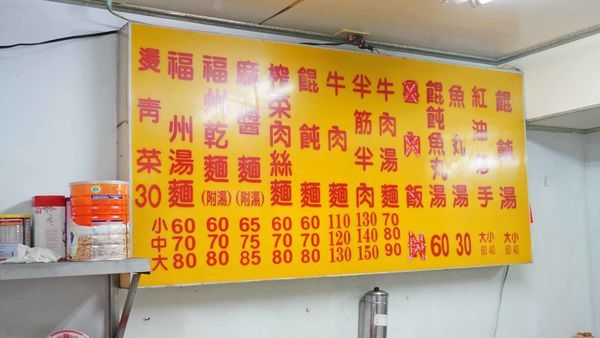 燙青菜30
福州湯麵
福州乾麵(附湯)
麻醬麵(附湯)
榨菜肉絲麵
餛飩麵
牛肉麵
半筋半肉
牛肉湯麵
肉飯
餛飩魚丸湯
魚丸湯
紅油炒手
餛飩湯
小 60 60 65 60 60 110 130 70
中 70 70 75 70 70 120 140 80
大 80 80 85 80 80 130 150 90
60 30
大小 大小
60 40 60 40